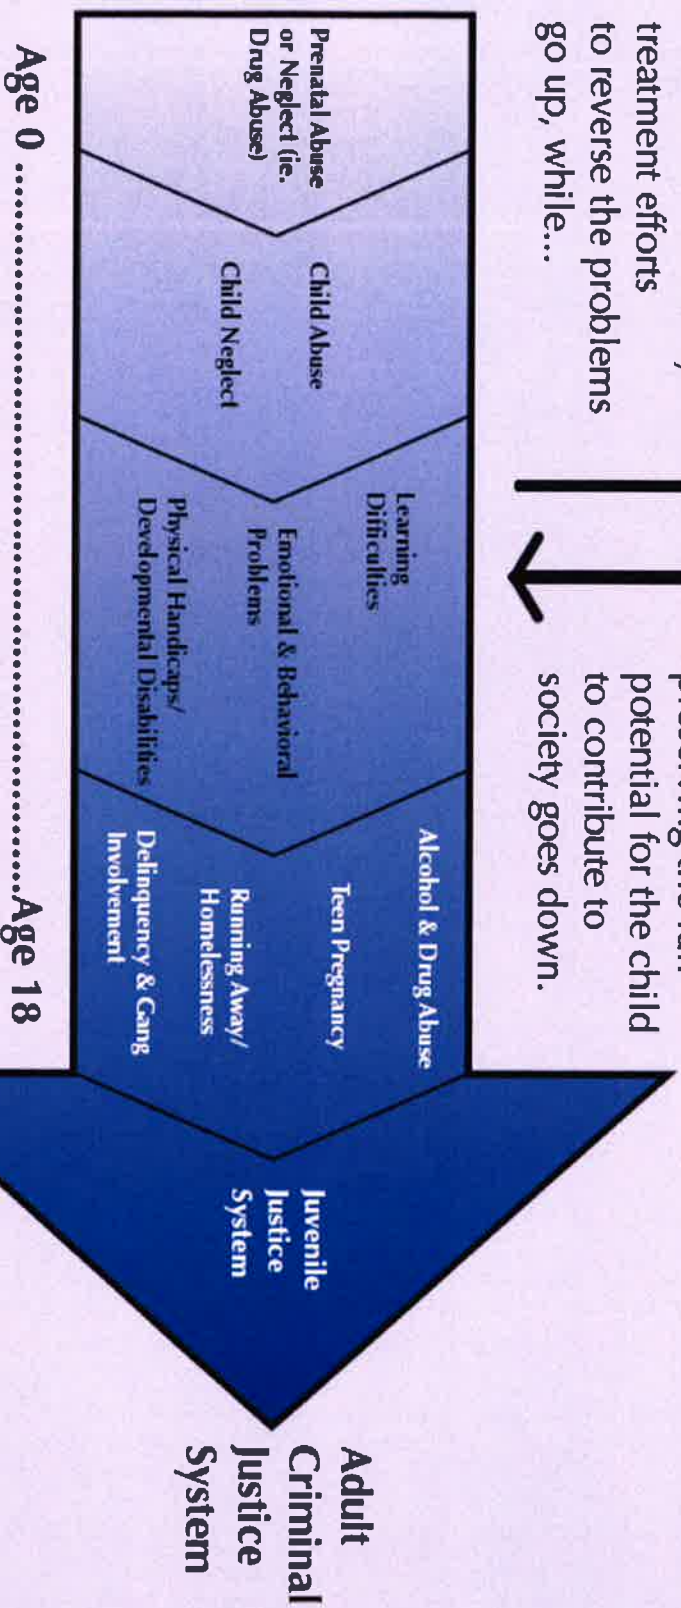 treatment efforts
to reverse the problems
go up, while...
potential for the child
to contribute to
society goes down.
Prenatal Abuse
or Neglect (ie.
Drug Abuse)
Child Abuse
Child Neglect
Learning
Difficulties
Emotional & Behavioral
Problems
Physical Handicaps/
Developmental Disabilities
Alcohol & Drug Abuse
Teen Pregnancy
Running Away/
Homelessness
Delinquency & Gang
Involvement
Juvenile
Justice
System
Adult
Criminal
Justice
System
Age 0 ..........................................................Age 18